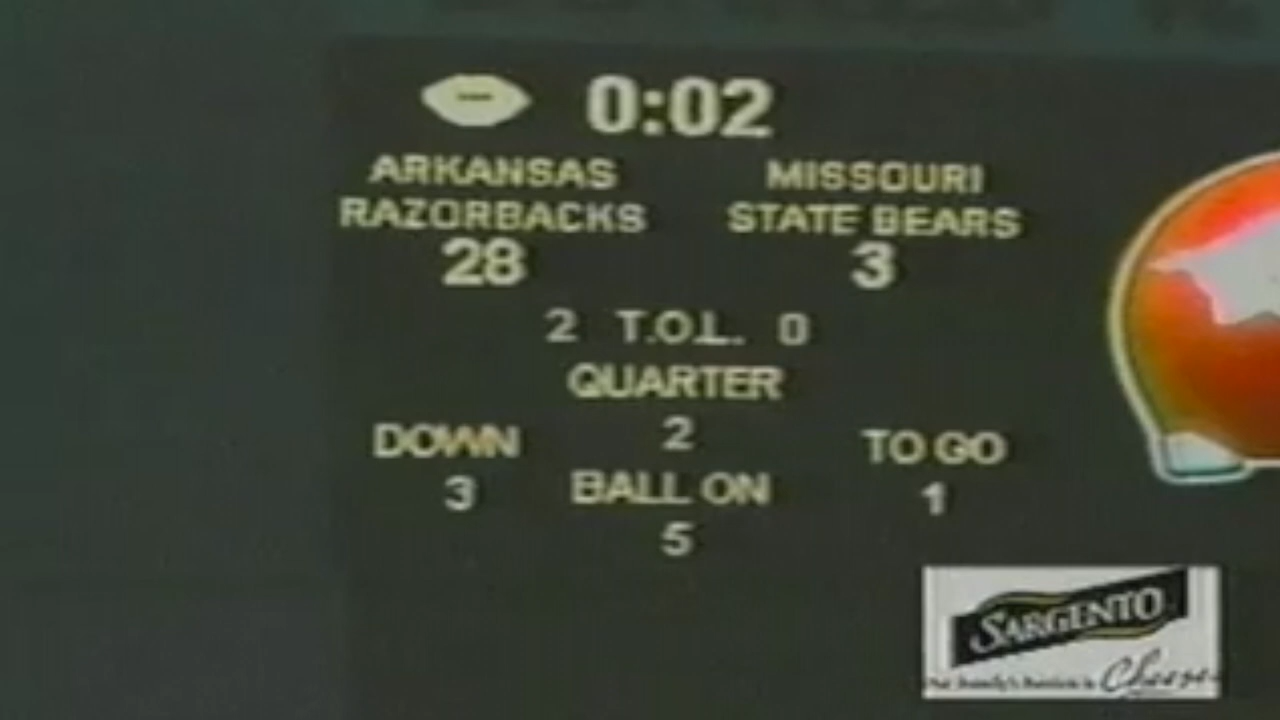 0:02
ARKANSAS RAZORBACKS
MISSOURI STATE BEARS
28 3
2 T.O.L. 0
QUARTER
2
DOWN
3
TO GO
1
BALL ON
5
SARGENTO
Cheese